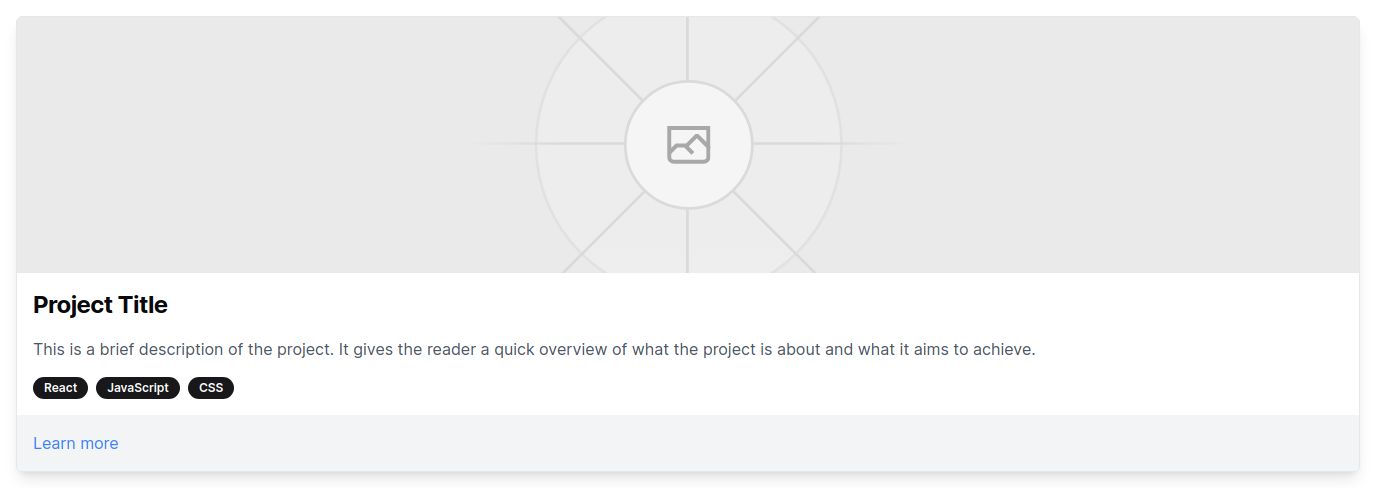 Project Title
This is a brief description of the project. It gives the reader a quick overview of what the project is about and what it aims to achieve.
React JavaScript CSS
Learn more